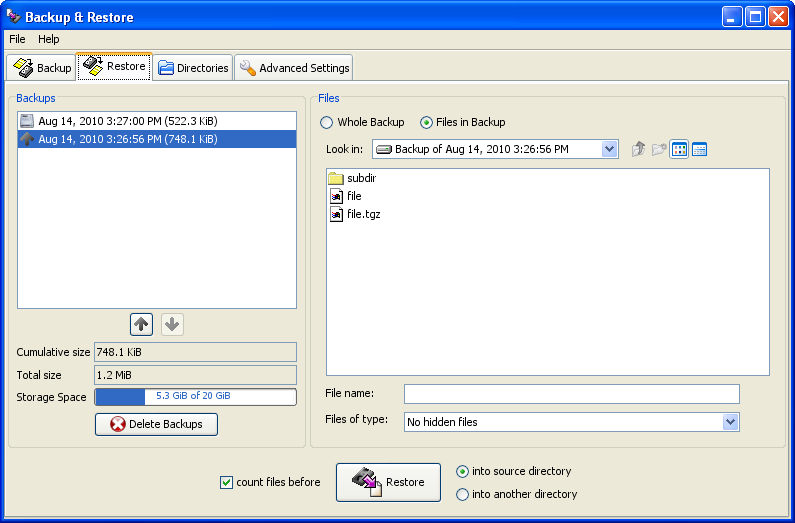 Backup & Restore
File Help
Backup Restore Directories Advanced Settings
Backups
Aug 14, 2010 3:27:00 PM (522.3 KiB)
Aug 14, 2010 3:26:56 PM (748.1 KiB)
Cumulative size 748.1 KiB
Total size 1.2 MiB
Storage Space 5.3 GiB of 20 GiB
Delete Backups
Files
Whole Backup Files in Backup
Look in: Backup of Aug 14, 2010 3:26:56 PM
subdir
file
file.tgz
File name:
Files of type: No hidden files
count files before
Restore
into source directory
into another directory